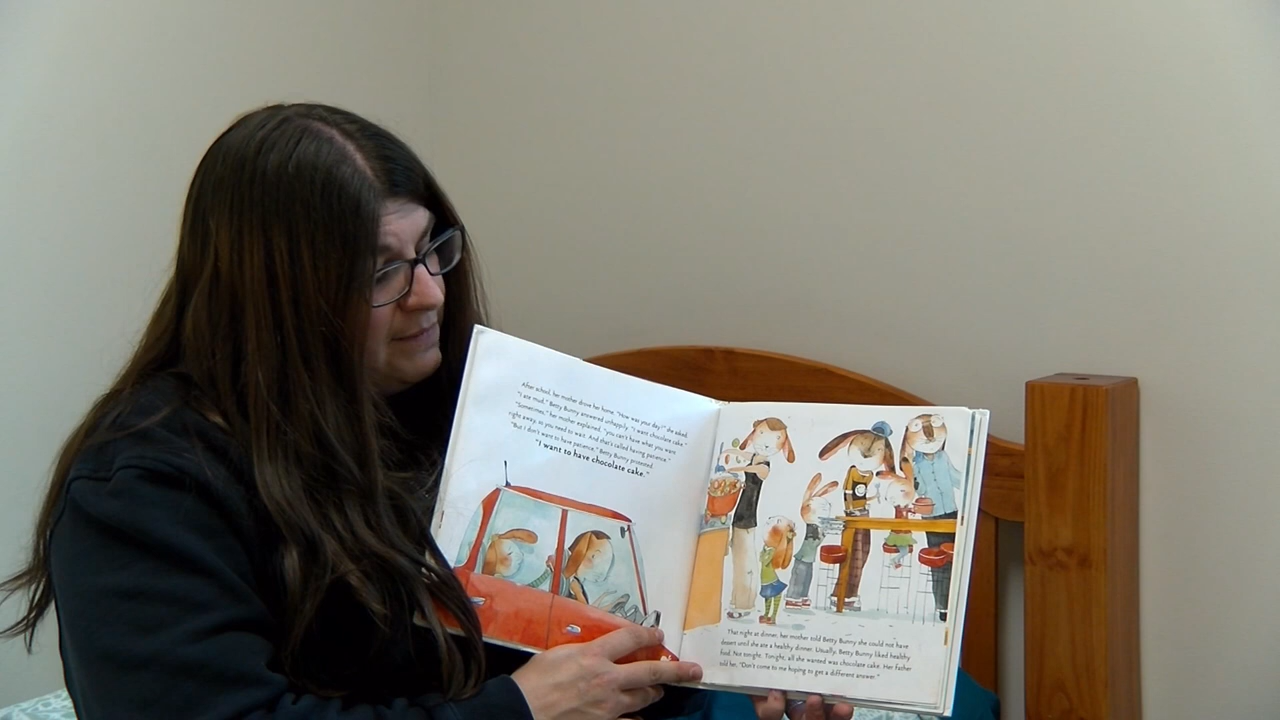 After school, her mother drove her home. "How was your day?" she asked.
"I ate mud," Betty Bunny answered unhappily. "I want chocolate cake."
"Sometimes," her mother explained, "you can't have what you want
right away, so you need to wait. And that's called having patience."
"But I don't want to have patience," Betty Bunny protested.
"I want to have chocolate cake."
That night at dinner, her mother told Betty Bunny she could not have
dessert until she ate a healthy dinner. Usually, Betty Bunny liked healthy
food. Not tonight. Tonight, all she wanted was chocolate cake. Her father
told her, "Don't come to me hoping to get a different answer."